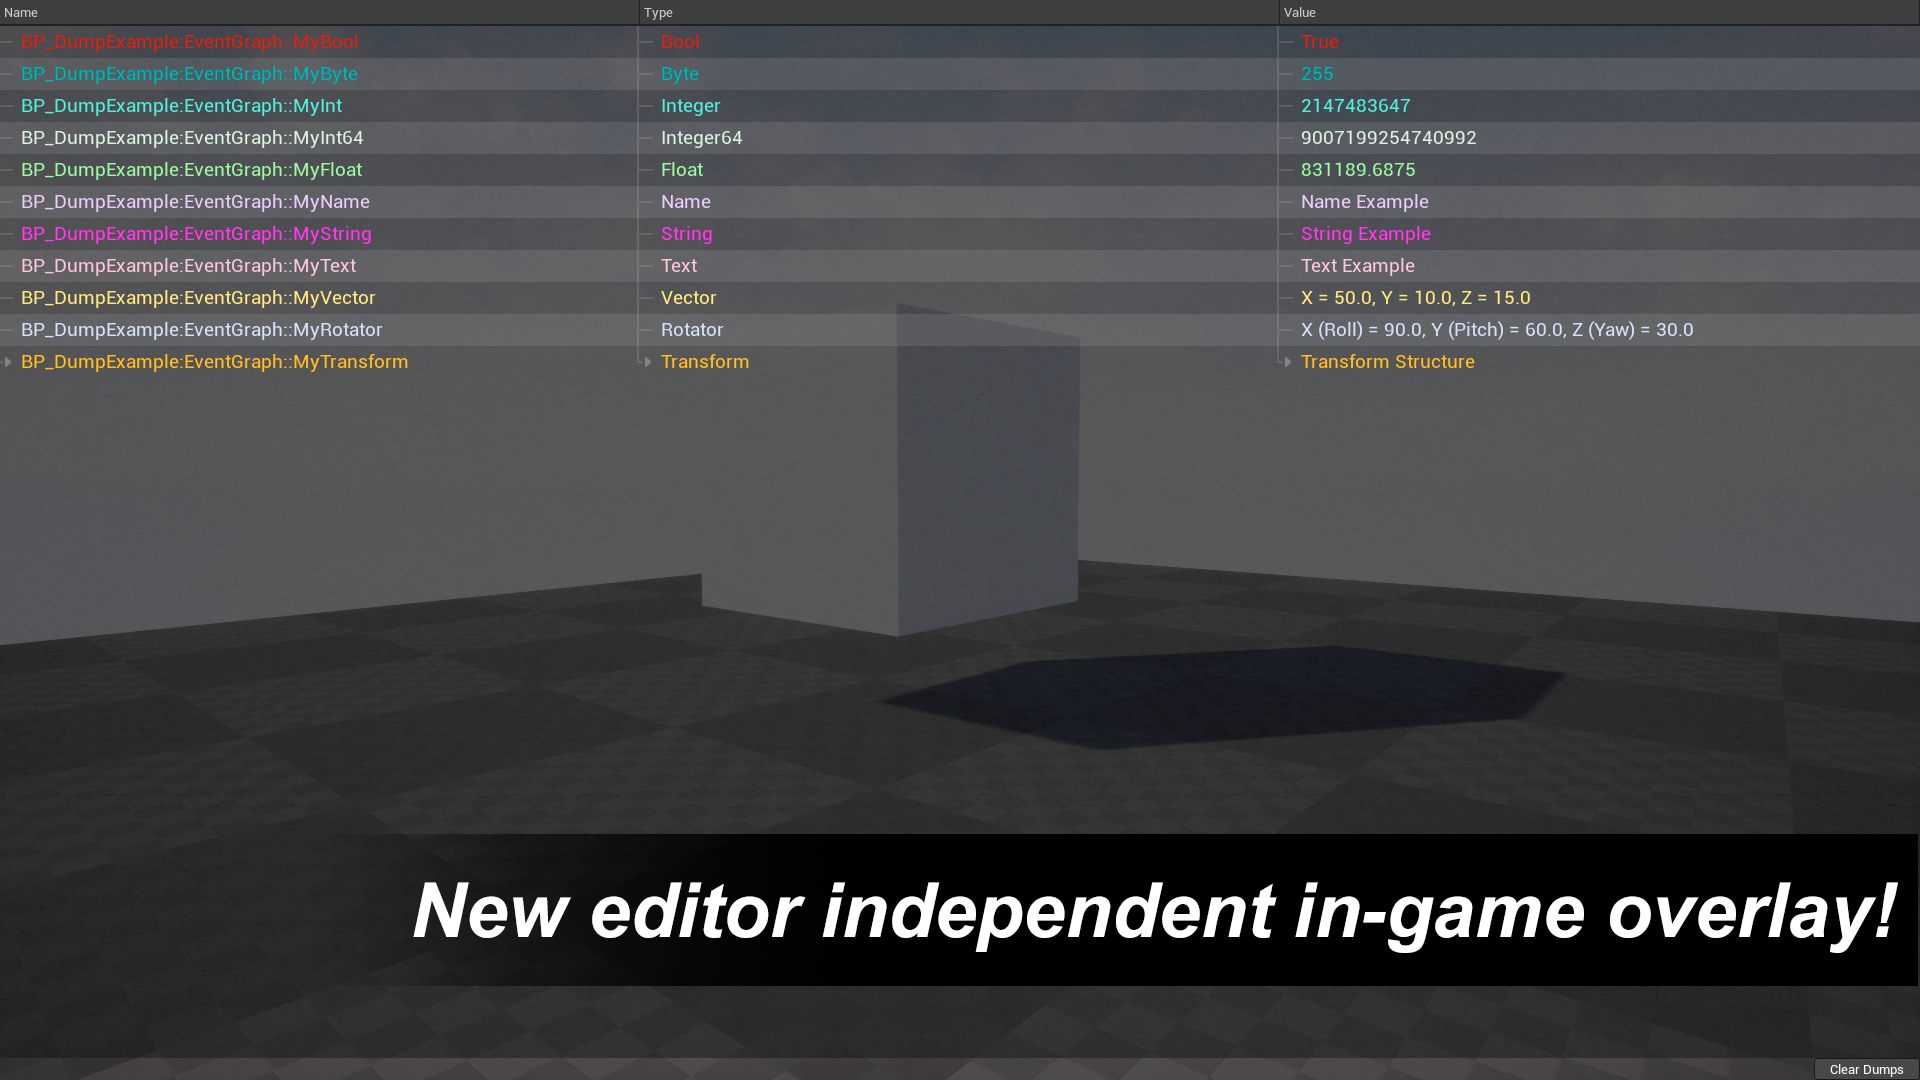 Name Type Value
BP_DumpExample:EventGraph::MyBool Bool True
BP_DumpExample:EventGraph::MyByte Byte 255
BP_DumpExample:EventGraph::MyInt Integer 2147483647
BP_DumpExample:EventGraph::MyInt64 Integer64 9007199254740992
BP_DumpExample:EventGraph::MyFloat Float 831189.6875
BP_DumpExample:EventGraph::MyName Name Name Example
BP_DumpExample:EventGraph::MyString String String Example
BP_DumpExample:EventGraph::MyText Text Text Example
BP_DumpExample:EventGraph::MyVector Vector X = 50.0, Y = 10.0, Z = 15.0
BP_DumpExample:EventGraph::MyRotator Rotator X (Roll) = 90.0, Y (Pitch) = 60.0, Z (Yaw) = 30.0
BP_DumpExample:EventGraph::MyTransform Transform Transform Structure
New editor independent in-game overlay!
Clear Dumps